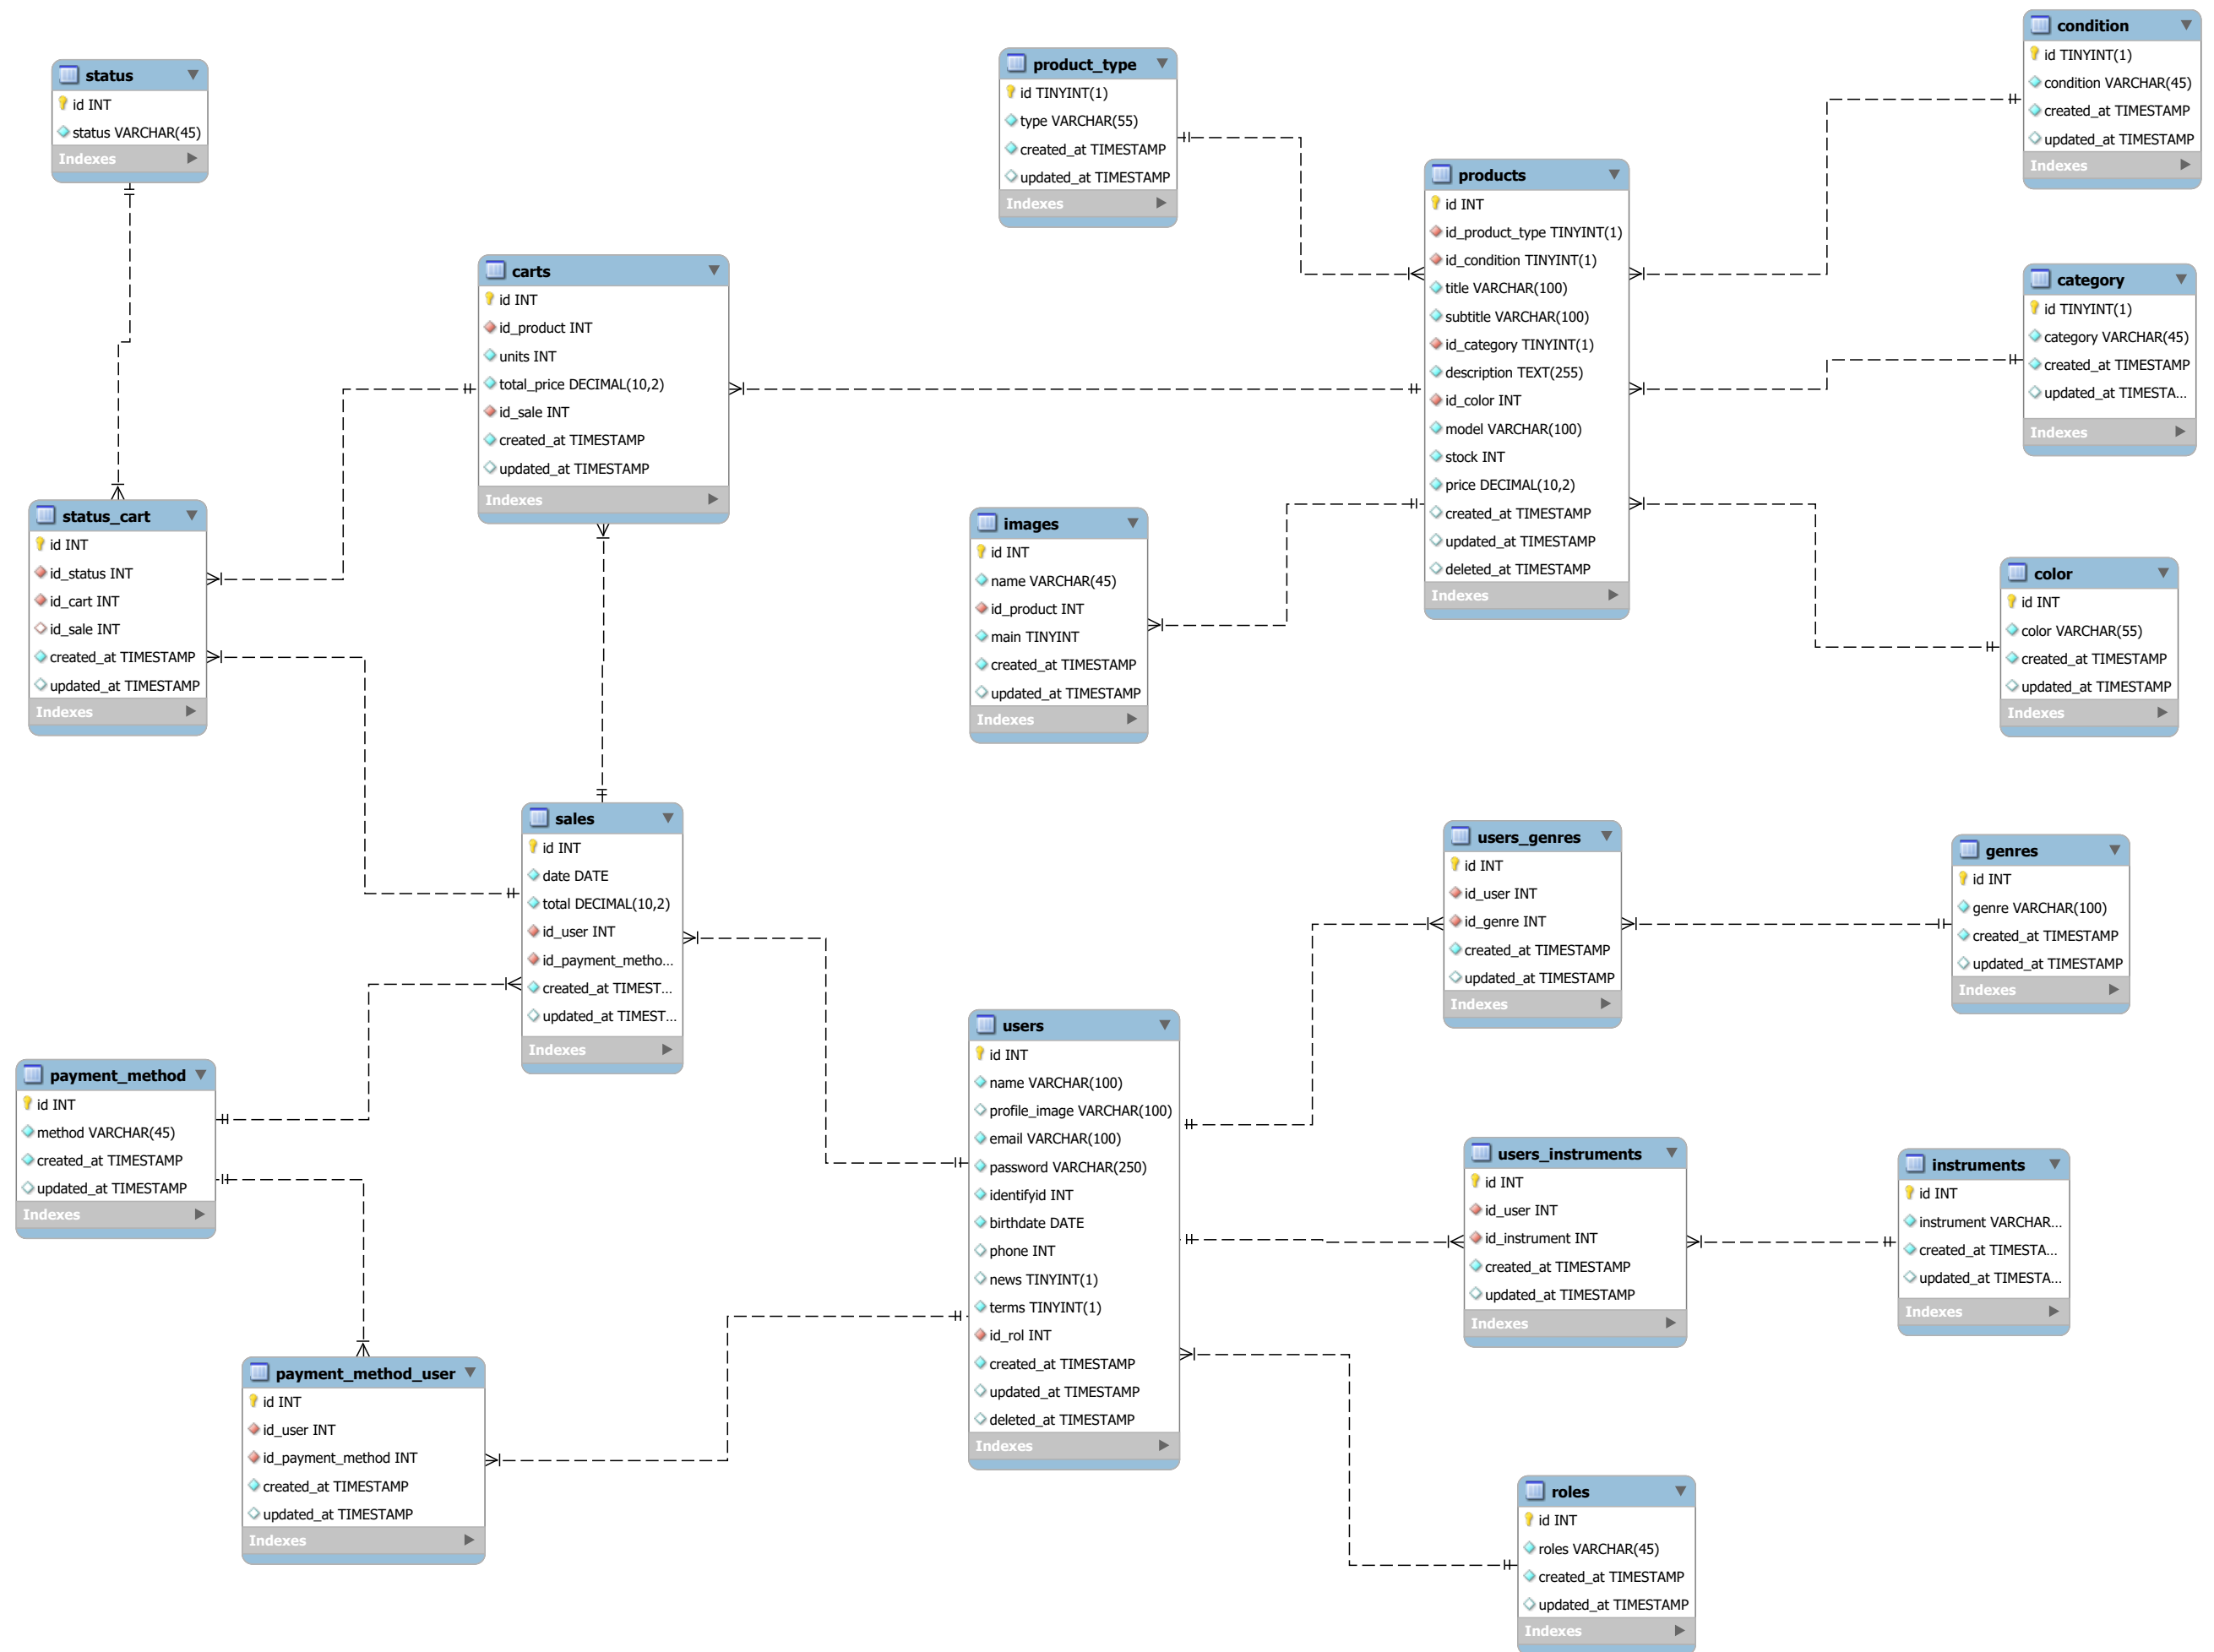 status
id INT
status VARCHAR(45)
Indexes
product_type
id TINYINT(1)
type VARCHAR(55)
created_at TIMESTAMP
updated_at TIMESTAMP
Indexes
condition
id TINYINT(1)
condition VARCHAR(45)
created_at TIMESTAMP
updated_at TIMESTAMP
Indexes
carts
id INT
id_product INT
units INT
total_price DECIMAL(10,2)
id_sale INT
created_at TIMESTAMP
updated_at TIMESTAMP
Indexes
products
id INT
id_product_type TINYINT(1)
id_condition TINYINT(1)
title VARCHAR(100)
subtitle VARCHAR(100)
id_category TINYINT(1)
description TEXT(255)
id_color INT
model VARCHAR(100)
stock INT
price DECIMAL(10,2)
created_at TIMESTAMP
updated_at TIMESTAMP
deleted_at TIMESTAMP
Indexes
category
id TINYINT(1)
category VARCHAR(45)
created_at TIMESTAMP
updated_at TIMESTA...
Indexes
status_cart
id INT
id_status INT
id_cart INT
id_sale INT
created_at TIMESTAMP
updated_at TIMESTAMP
Indexes
images
id INT
name VARCHAR(45)
id_product INT
main TINYINT
created_at TIMESTAMP
updated_at TIMESTAMP
Indexes
color
id INT
color VARCHAR(55)
created_at TIMESTAMP
updated_at TIMESTAMP
Indexes
sales
id INT
date DATE
total DECIMAL(10,2)
id_user INT
id_payment_metho...
created_at TIMEST...
updated_at TIMEST...
Indexes
users_genres
id INT
id_user INT
id_genre INT
created_at TIMESTAMP
updated_at TIMESTAMP
Indexes
genres
id INT
genre VARCHAR(100)
created_at TIMESTAMP
updated_at TIMESTAMP
Indexes
payment_method
id INT
method VARCHAR(45)
created_at TIMESTAMP
updated_at TIMESTAMP
Indexes
users
id INT
name VARCHAR(100)
profile_image VARCHAR(100)
email VARCHAR(100)
password VARCHAR(250)
identifyid INT
birthdate DATE
phone INT
news TINYINT(1)
terms TINYINT(1)
id_rol INT
created_at TIMESTAMP
updated_at TIMESTAMP
deleted_at TIMESTAMP
Indexes
users_instruments
id INT
id_user INT
id_instrument INT
created_at TIMESTAMP
updated_at TIMESTAMP
Indexes
instruments
id INT
instrument VARCHAR...
created_at TIMESTA...
updated_at TIMESTA...
Indexes
payment_method_user
id INT
id_user INT
id_payment_method INT
created_at TIMESTAMP
updated_at TIMESTAMP
Indexes
roles
id INT
roles VARCHAR(45)
created_at TIMESTAMP
updated_at TIMESTAMP
Indexes